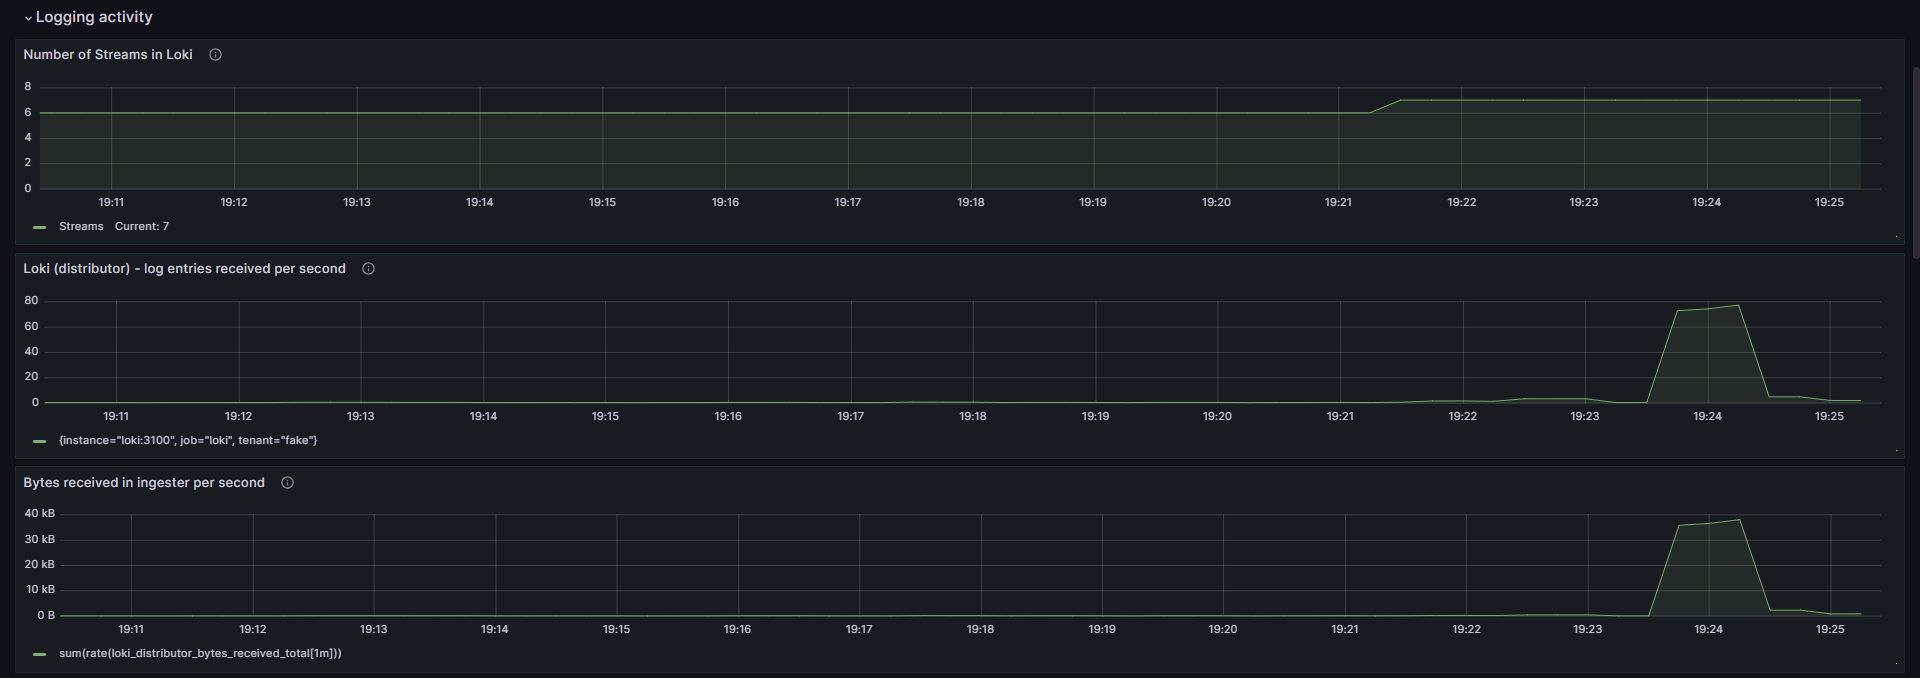 Logging activity
Number of Streams in Loki
8
6
4
2
0
19:11 19:12 19:13 19:14 19:15 19:16 19:17 19:18 19:19 19:20 19:21 19:22 19:23 19:24 19:25
Streams Current: 7
Loki (distributor) - log entries received per second
80
60
40
20
0
19:11 19:12 19:13 19:14 19:15 19:16 19:17 19:18 19:19 19:20 19:21 19:22 19:23 19:24 19:25
{instance="loki:3100", job="loki", tenant="fake"}
Bytes received in ingester per second
40 kB
30 kB
20 kB
10 kB
0 B
19:11 19:12 19:13 19:14 19:15 19:16 19:17 19:18 19:19 19:20 19:21 19:22 19:23 19:24 19:25
sum(rate(loki_distributor_bytes_received_total[1m]))